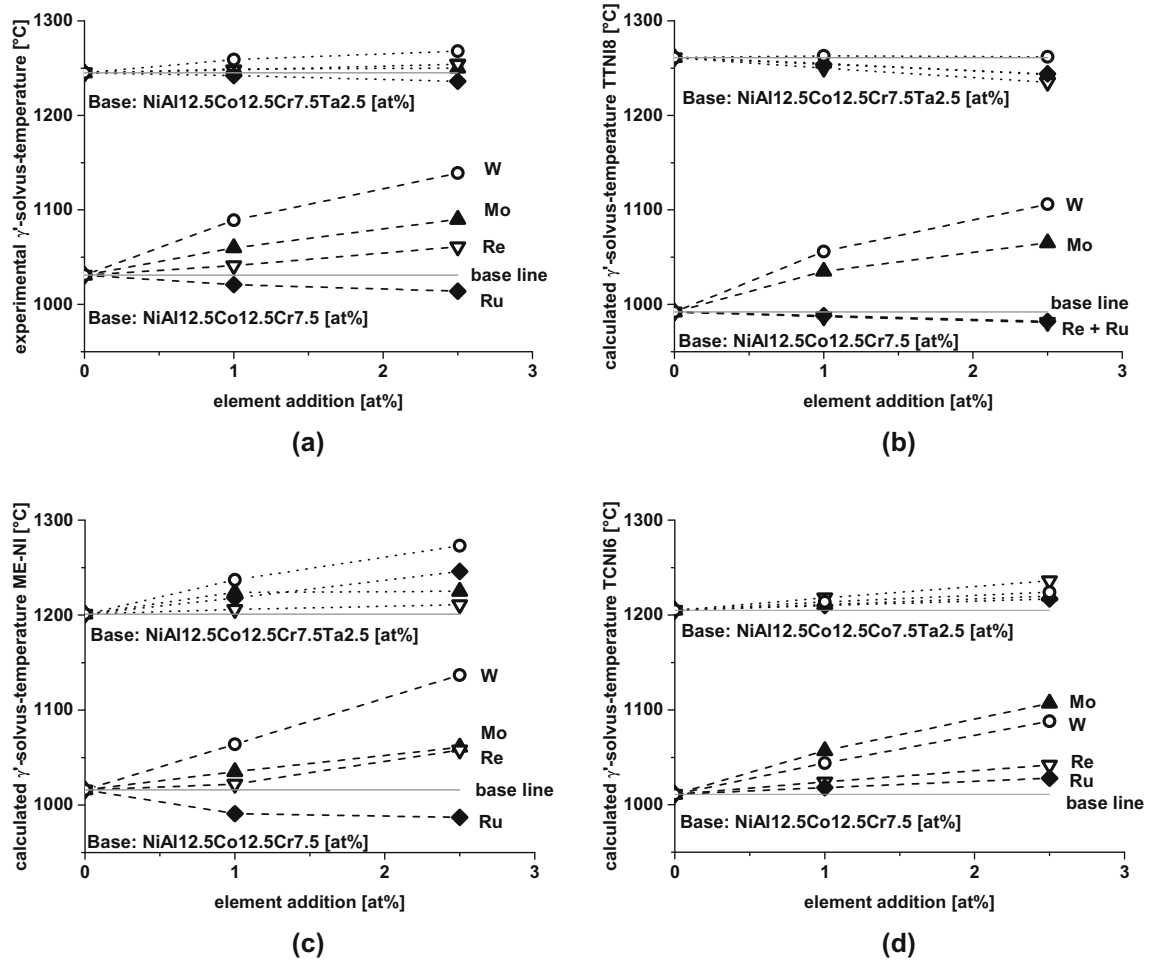 experimental γ'-solvus-temperature [°C]
1300
1200
1100
1000
Base: NiAl12.5Co12.5Cr7.5Ta2.5 [at%]
W
Mo
Re
base line
Ru
Base: NiAl12.5Co12.5Cr7.5 [at%]
0 1 2 3
element addition [at%]
(a)
calculated γ'-solvus-temperature TTNI8 [°C]
1300
1200
1100
1000
Base: NiAl12.5Co12.5Cr7.5Ta2.5 [at%]
W
Mo
base line
Re + Ru
Base: NiAl12.5Co12.5Cr7.5 [at%]
0 1 2 3
element addition [at%]
(b)
calculated γ'-solvus-temperature ME-NI [°C]
1300
1200
1100
1000
Base: NiAl12.5Co12.5Cr7.5Ta2.5 [at%]
W
Mo
Re
base line
Ru
Base: NiAl12.5Co12.5Cr7.5 [at%]
0 1 2 3
element addition [at%]
(c)
calculated γ'-solvus-temperature TCNI6 [°C]
1300
1200
1100
1000
Base: NiAl12.5Co12.5Co7.5Ta2.5 [at%]
Mo
W
Re
Ru
base line
Base: NiAl12.5Co12.5Cr7.5 [at%]
0 1 2 3
element addition [at%]
(d)